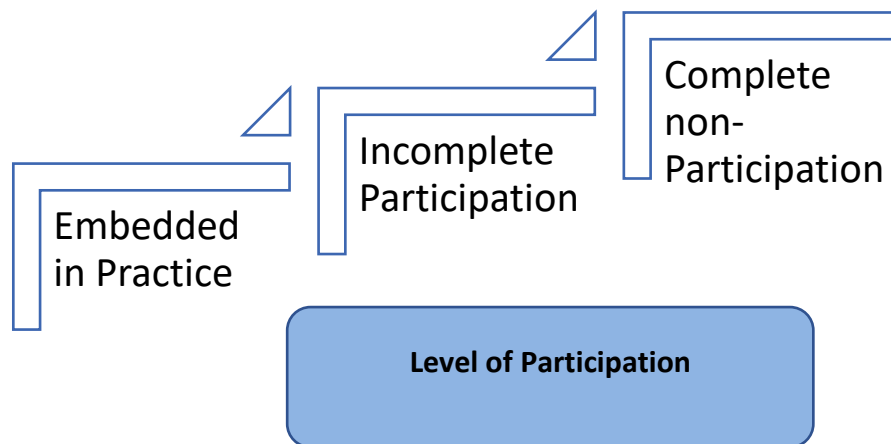 Embedded
in Practice
Incomplete
Participation
Complete
non-
Participation
Level of Participation